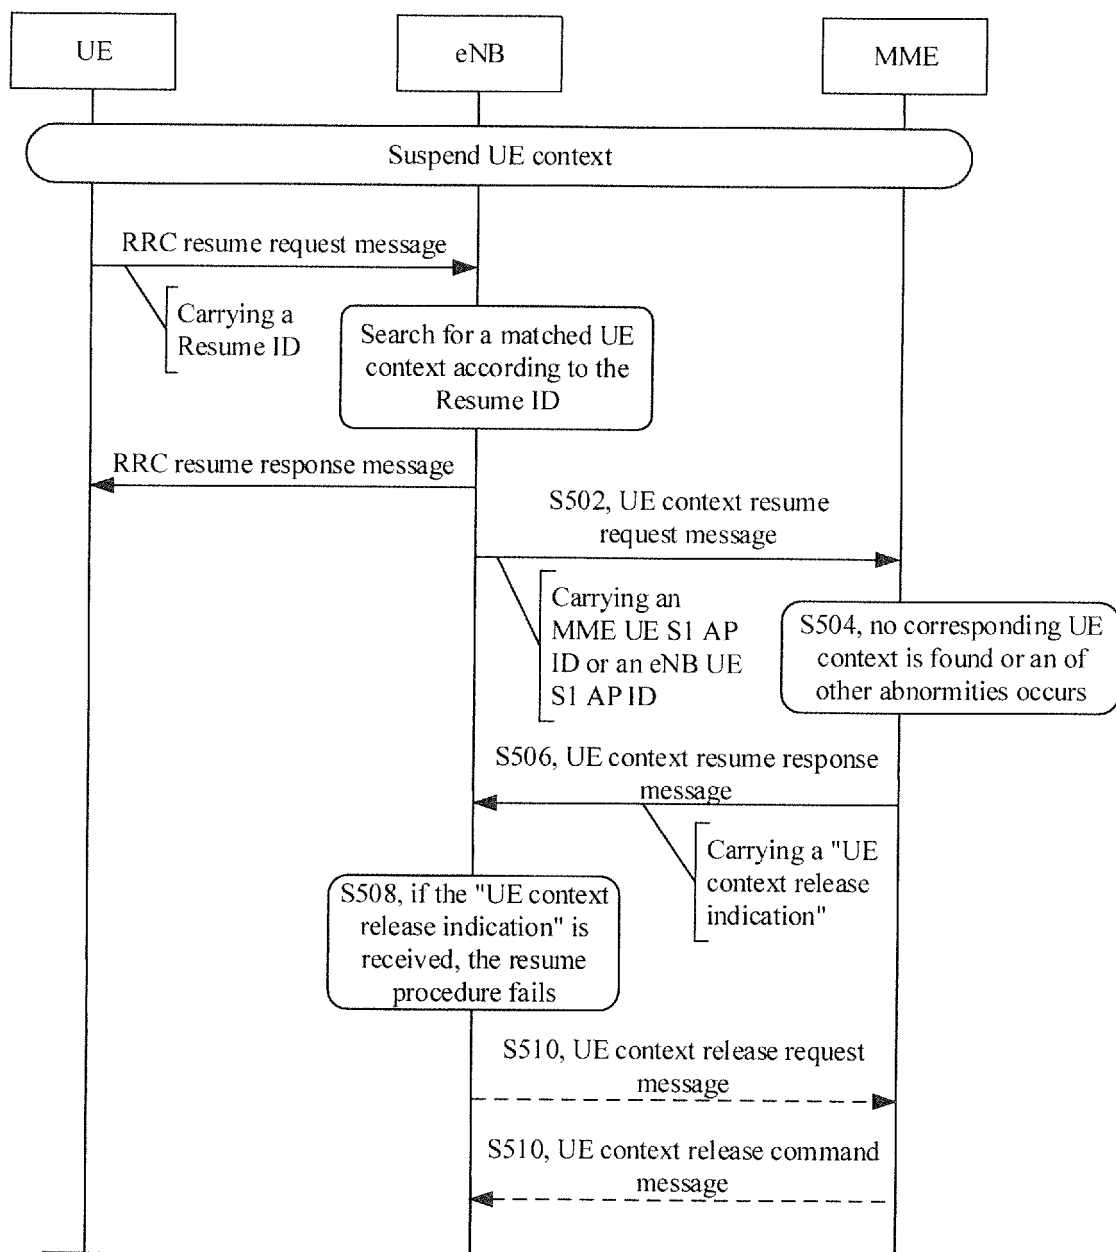 UE
eNB
MME
Suspend UE context
RRC resume request message
Carrying a
Resume ID
Search for a matched UE
context according to the
Resume ID
RRC resume response message
S502, UE context resume
request message
Carrying an
MME UE S1 AP
ID or an eNB UE
S1 AP ID
S504, no corresponding UE
context is found or an of
other abnormities occurs
S506, UE context resume response
message
Carrying a "UE
context release
indication"
S508, if the "UE context
release indication" is
received, the resume
procedure fails
S510, UE context release request
message
S510, UE context release command
message